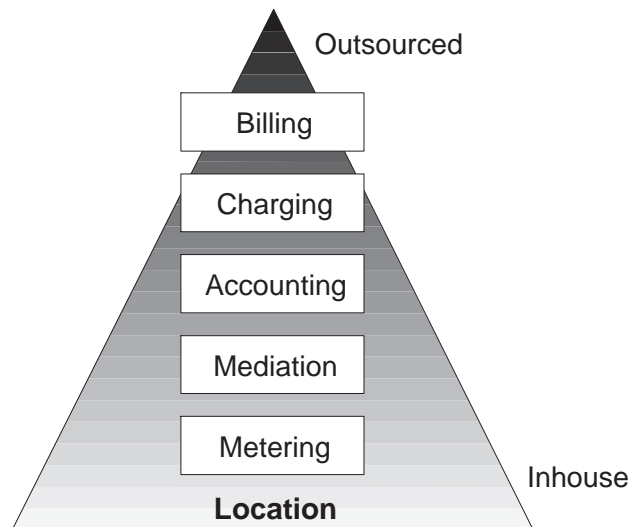 Outsourced
Billing
Charging
Accounting
Mediation
Metering
Inhouse
Location